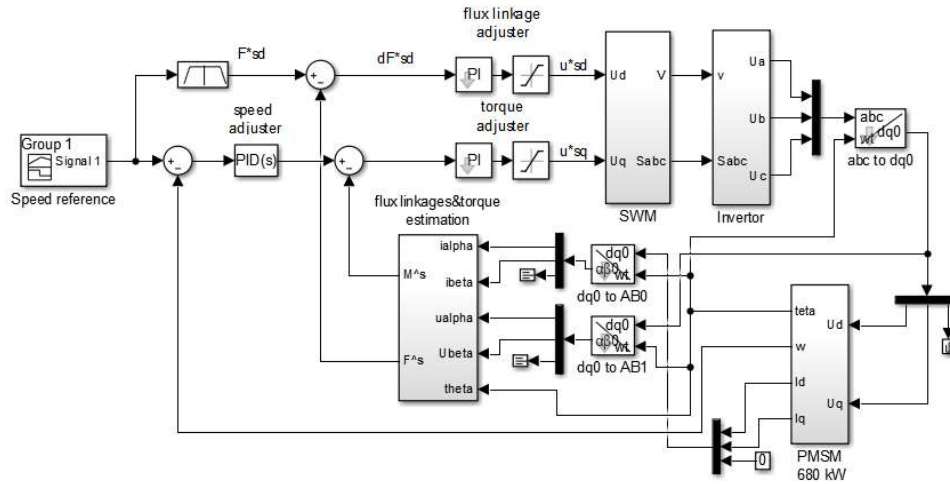 flux linkage
adjuster
F*sd
dF*sd
PI
u*sd
speed
adjuster
torque
adjuster
Group 1
Signal 1
Speed reference
PID(s)
PI
u*sq
Ud
V
Uq
Sabc
SWM
v
Ua
Ub
Sabc
Uc
Invertor
abc
dq0
wt
abc to dq0
flux linkages&torque
estimation
ialpha
M^s
ibeta
ualpha
F^s
Ubeta
theta
dq0
αβ0
wt
dq0 to AB0
dq0
αβ0
wt
dq0 to AB1
teta
Ud
w
Id
Uq
Iq
PMSM
680 kW
0